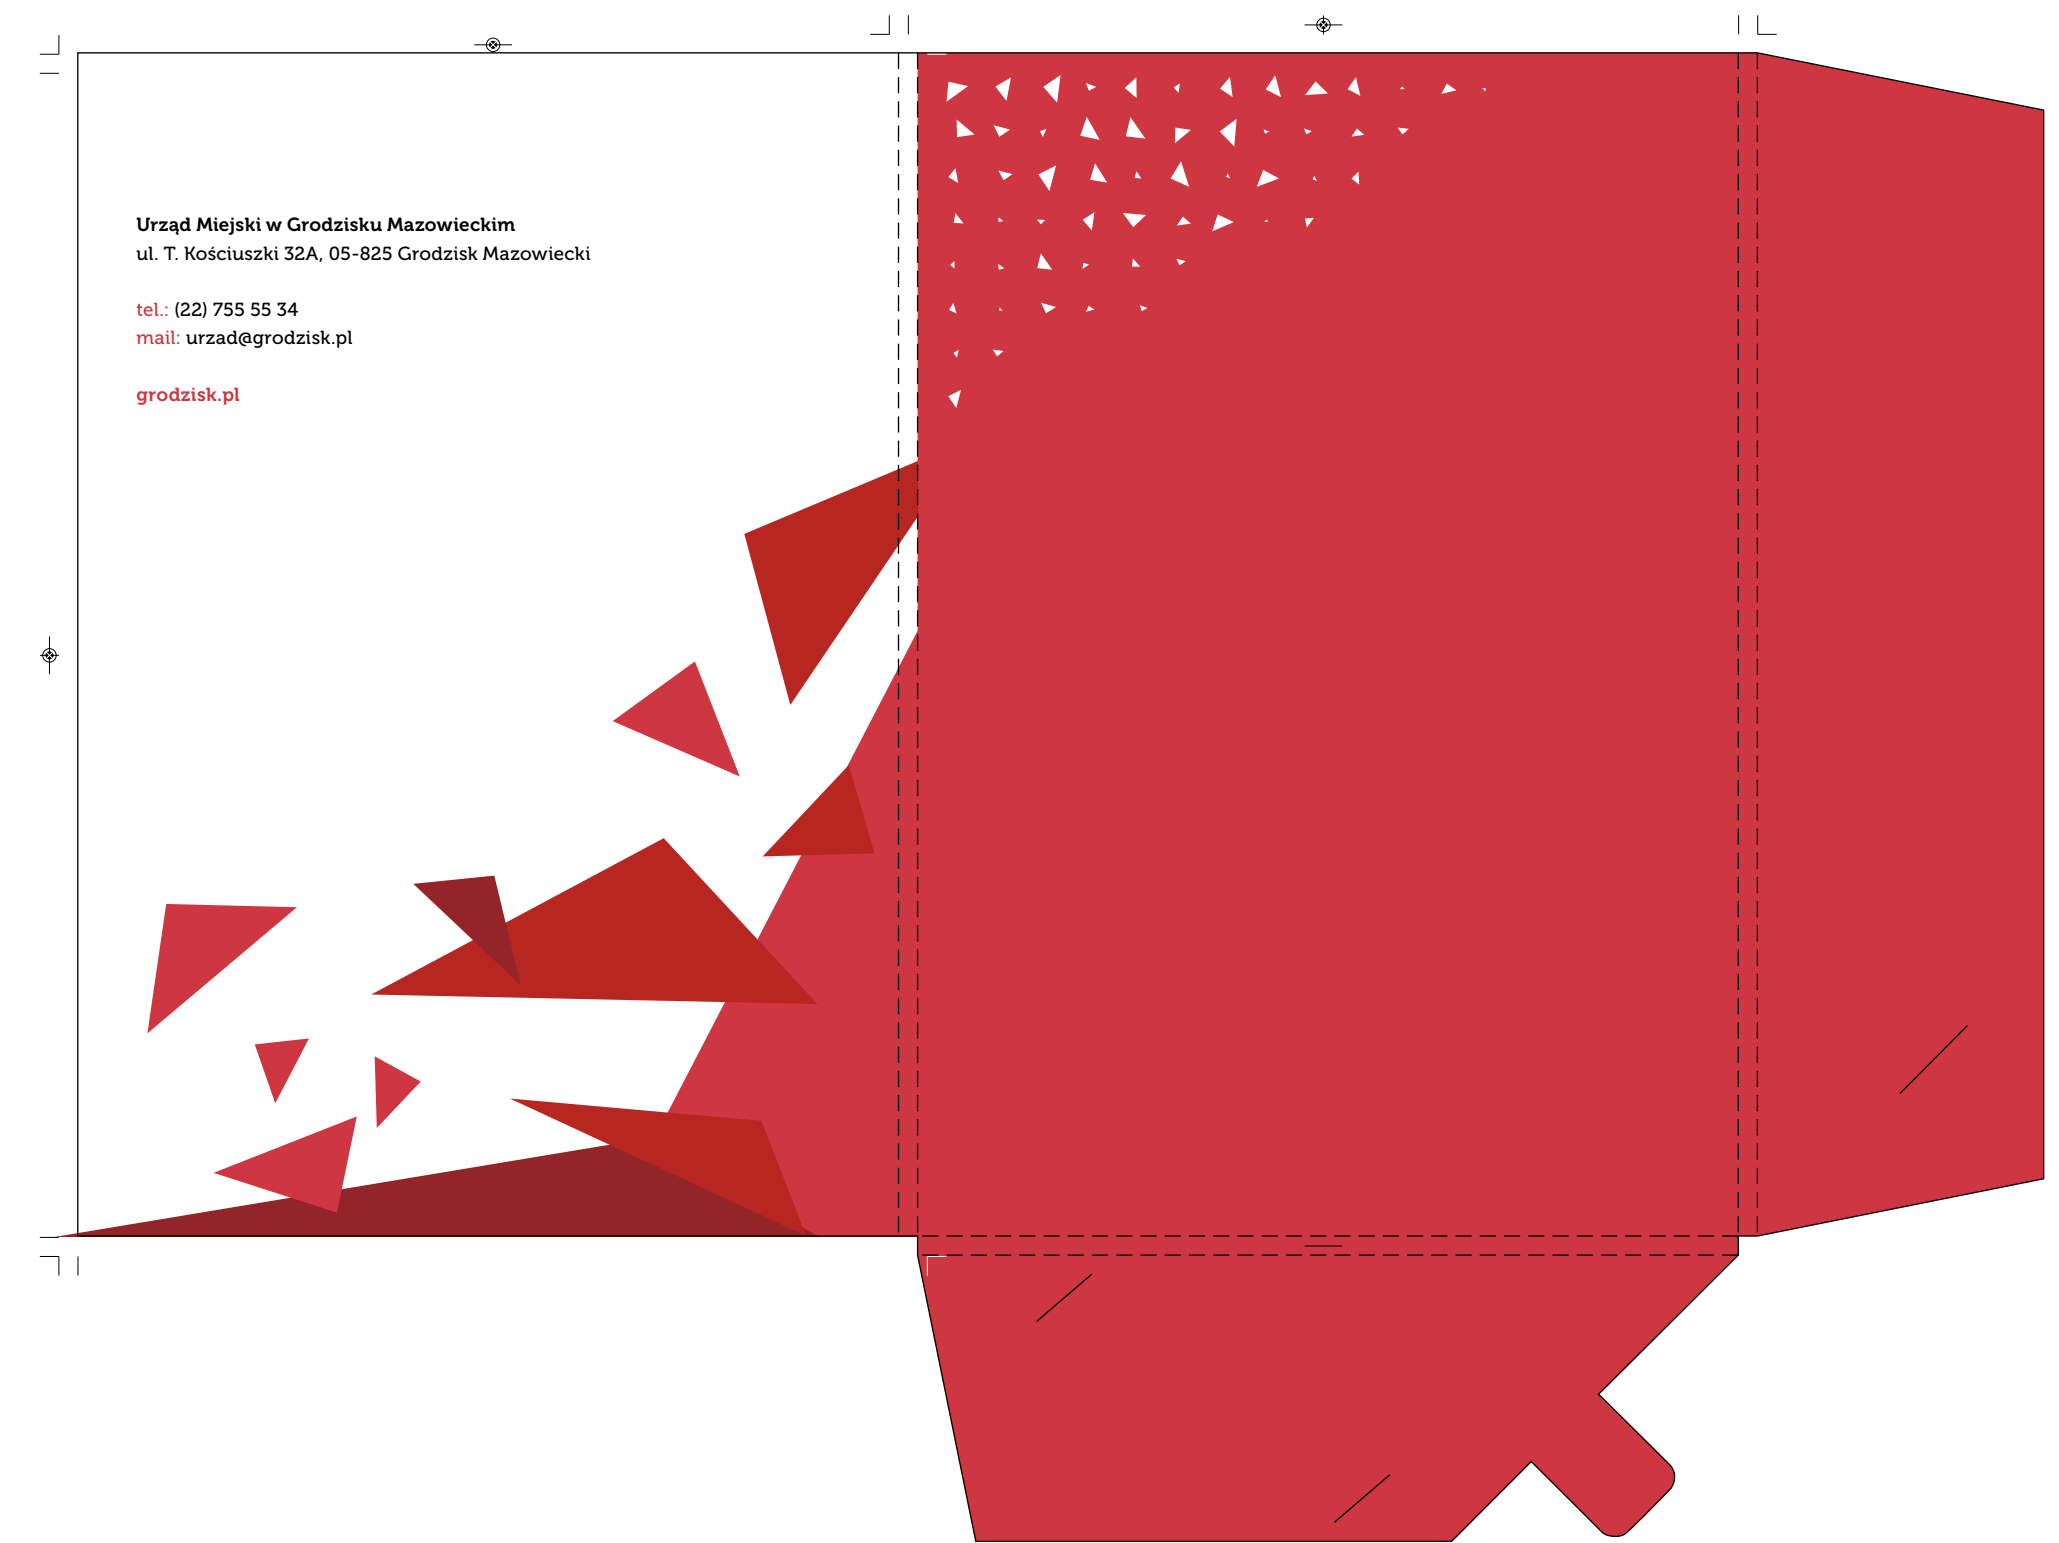 Urząd Miejski w Grodzisku Mazowieckim
ul. T. Kościuszki 32A, 05-825 Grodzisk Mazowiecki
tel.: (22) 755 55 34
mail: urzad@grodzisk.pl
grodzisk.pl